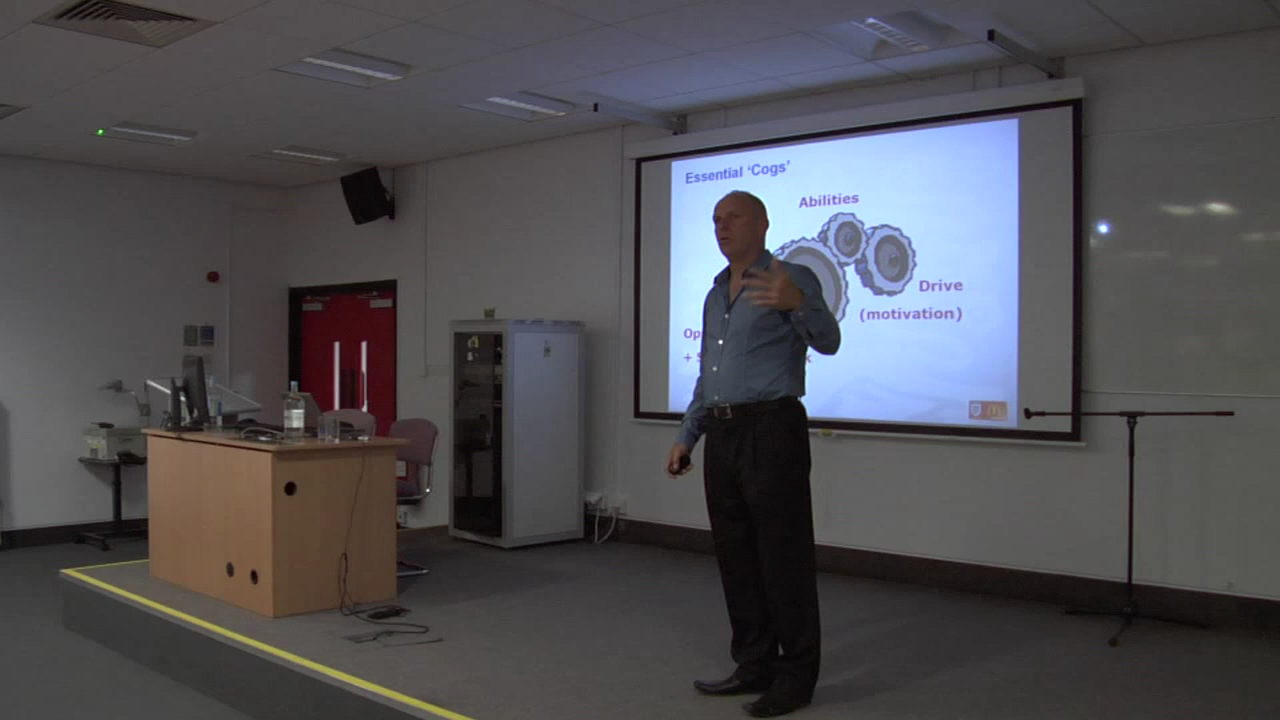 Essential ‘Cogs’
Abilities
Drive
(motivation)
+